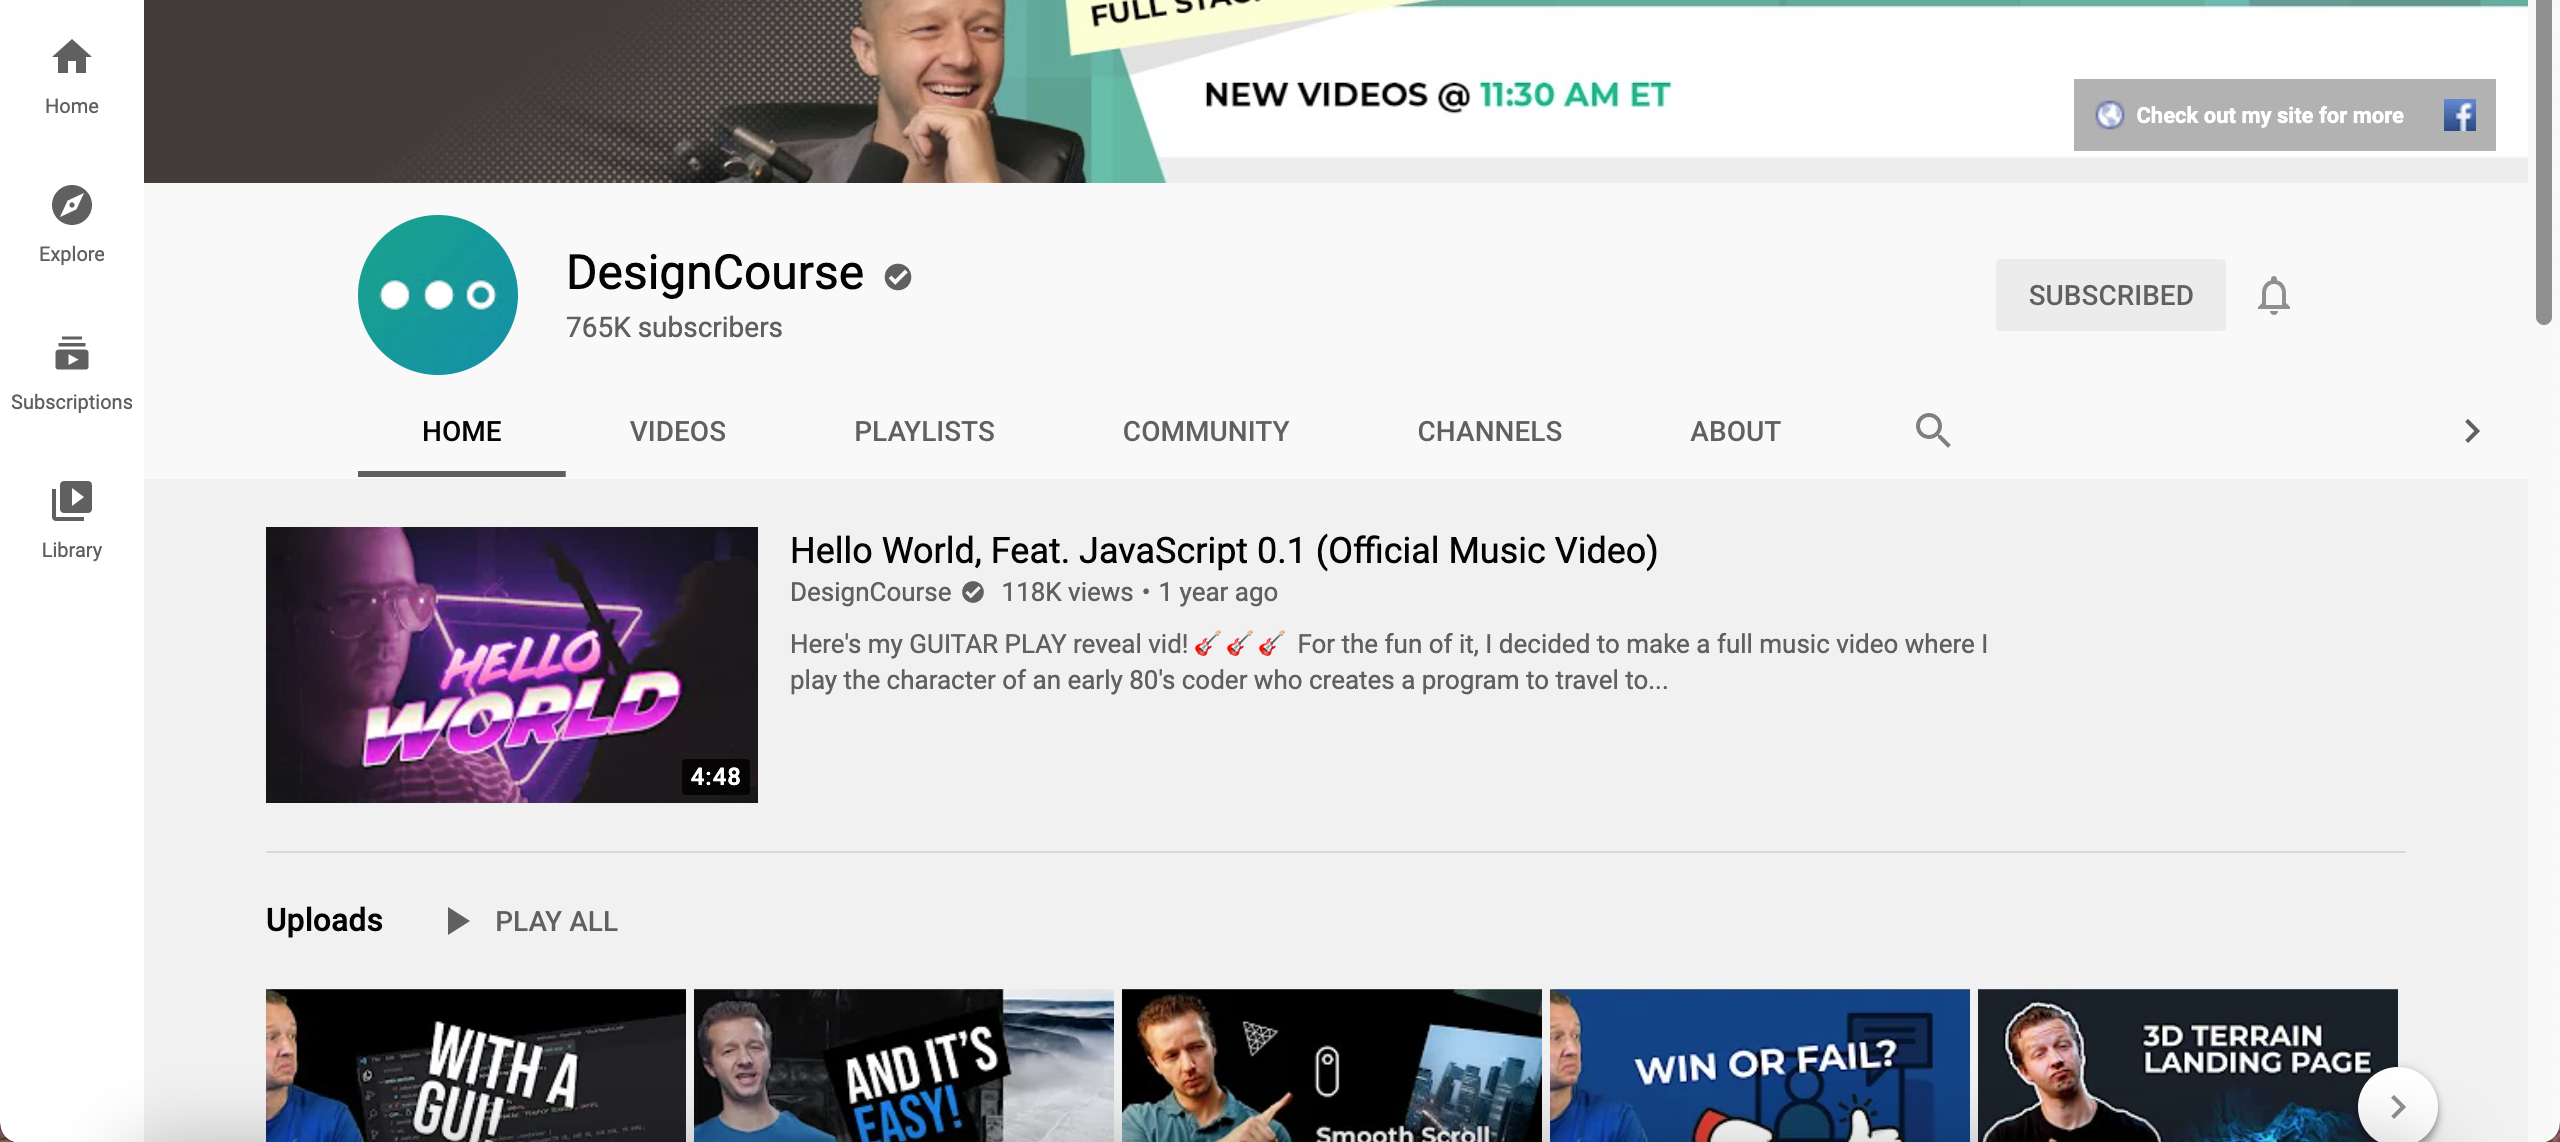 FULL
NEW VIDEOS @ 11:30 AM ET
Check out my site for more
Home
Explore
Subscriptions
Library
DesignCourse
765K subscribers
SUBSCRIBED
HOME VIDEOS PLAYLISTS COMMUNITY CHANNELS ABOUT
HELLO
WORLD
4:48
Hello World, Feat. JavaScript 0.1 (Official Music Video)
DesignCourse 118K views • 1 year ago
Here's my GUITAR PLAY reveal vid! 🎸 🎸 🎸 For the fun of it, I decided to make a full music video where I
play the character of an early 80's coder who creates a program to travel to...
Uploads PLAY ALL
WITH A
GUI!
AND IT'S
EASY!
Smooth Scroll
WIN OR FAIL?
3D TERRAIN
LANDING PAGE